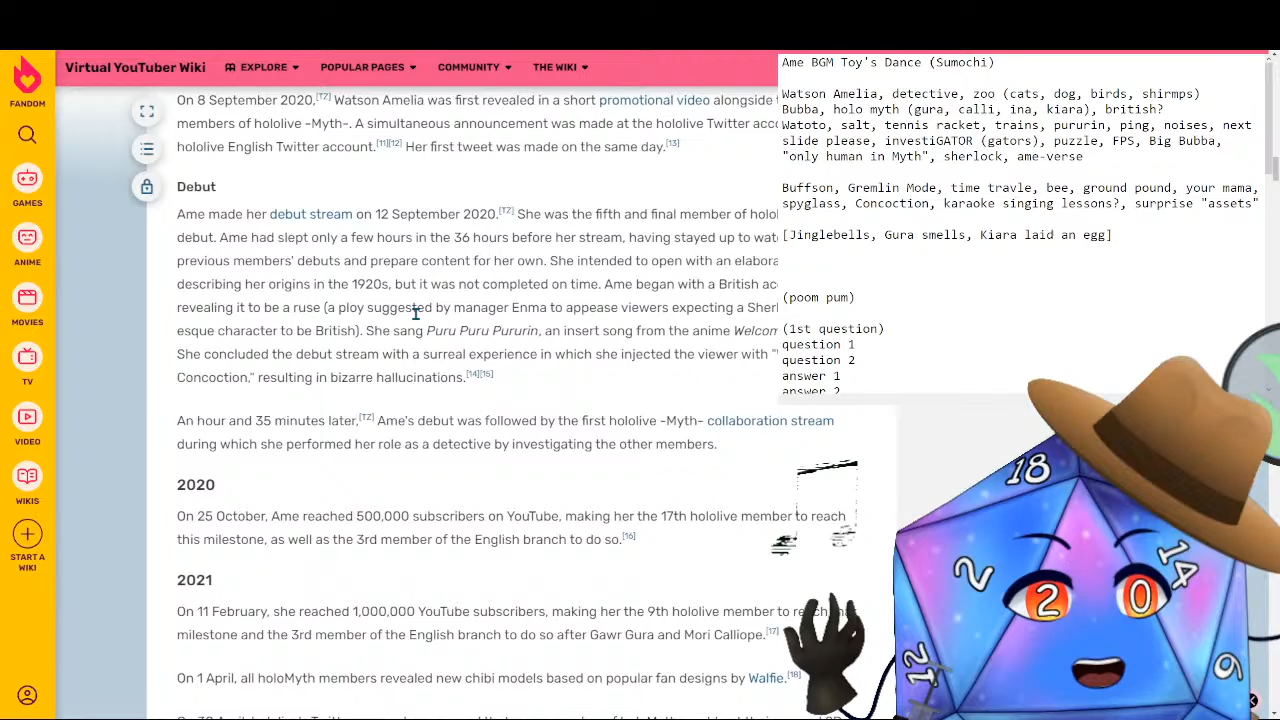 FANDOM
GAMES
ANIME
MOVIES
TV
VIDEO
WIKIS
START A
WIKI
Virtual YouTuber Wiki
EXPLORE
POPULAR PAGES
COMMUNITY
THE WIKI
On 8 September 2020,[TZ] Watson Amelia was first revealed in a short promotional video alongside
members of hololive -Myth-. A simultaneous announcement was made at the hololive Twitter
hololive English Twitter account.[11][12] Her first tweet was made on the same day.[13]
Debut
Ame made her debut stream on 12 September 2020.[TZ] She was the fifth and final member of
debut. Ame had slept only a few hours in the 36 hours before her stream, having stayed up to
previous members' debuts and prepare content for her own. She intended to open with an
describing her origins in the 1920s, but it was not completed on time. Ame began with a British
revealing it to be a ruse (a ploy suggested by manager Enma to appease viewers expecting a
esque character to be British). She sang Puru Puru Pururin, an insert song from the anime
She concluded the debut stream with a surreal experience in which she injected the viewer with
Concoction," resulting in bizarre hallucinations.[14][15]
An hour and 35 minutes later,[TZ] Ame's debut was followed by the first hololive -Myth- collaboration stream
during which she performed her role as a detective by investigating the other members.
2020
On 25 October, Ame reached 500,000 subscribers on YouTube, making her the 17th hololive member to reach
this milestone, as well as the 3rd member of the English branch to do so.[16]
2021
On 11 February, she reached 1,000,000 YouTube subscribers, making her the 9th hololive member to reach
milestone and the 3rd member of the English branch to do so after Gawr Gura and Mori Calliope.[17]
On 1 April, all holoMyth members revealed new chibi models based on popular fan designs by Walfie.[18]
Ame BGM Toy's Dance (Sumochi)
Watson Amelia, detective, zoo (cats, dog, birds, shirmps)
Bubba, holo myth (gura, calli, ina, kiara), british?
Watoto, salt, tennis racket, trains, pururin, ping, noises, next
slide please, investiGATOR (gators), puzzle, FPS, Big Bubba,
"only human in Myth", sherlock, ame-verse
Buffson, Gremlin Mode, time travle, bee, ground pound, your mama,
spyglass, Concoction, karaoke singing lessons?, surprise "assets"
[Jinglebells, Gura smells, Kiara laid an egg]
(poom pum)
(1st question)
question 1
question 2
answer 1
answer 2
18
2
14
2 0
12
9